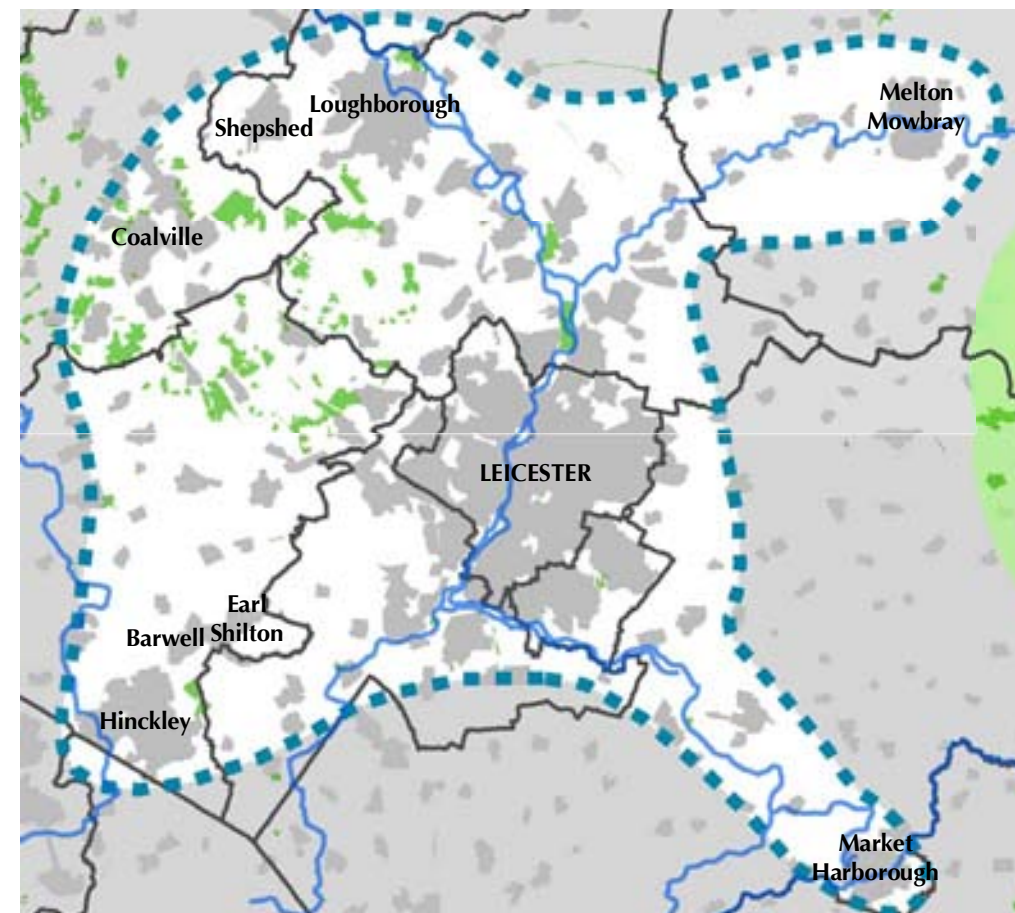 Melton
Mowbray
Loughborough
Shepshed
Coalville
LEICESTER
Earl
Barwell Shilton
Hinckley
Market
Harborough